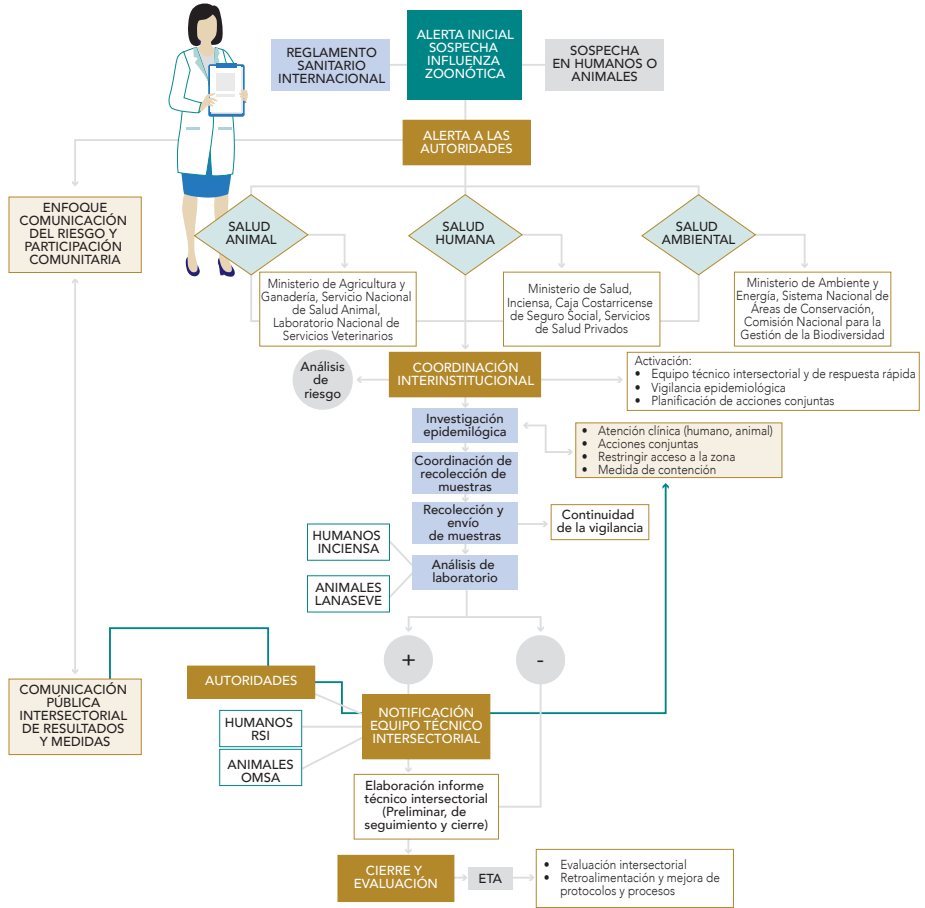 REGLAMENTO
SANITARIO
INTERNACIONAL
ALERTA INICIAL
SOSPECHA
INFLUENZA
ZOONÓTICA
SOSPECHA
EN HUMANOS O
ANIMALES
ALERTA A LAS
AUTORIDADES
ENFOQUE
COMUNICACIÓN
DEL RIESGO Y
PARTICIPACIÓN
COMUNITARIA
SALUD
ANIMAL
SALUD
HUMANA
SALUD
AMBIENTAL
Ministerio de Agricultura y
Ganadería, Servicio Nacional
de Salud Animal,
Laboratorio Nacional de
Servicios Veterinarios
Ministerio de Salud,
Inciensa, Caja Costarricense
de Seguro Social, Servicios
de Salud Privados
Ministerio de Ambiente y
Energía, Sistema Nacional de
Áreas de Conservación,
Comisión Nacional para la
Gestión de la Biodiversidad
Análisis
de
riesgo
COORDINACIÓN
INTERINSTITUCIONAL
Activación:
• Equipo técnico intersectorial y de respuesta rápida
• Vigilancia epidemiológica
• Planificación de acciones conjuntas
Investigación
epidemilógica
• Atención clínica (humano, animal)
• Acciones conjuntas
• Restringir acceso a la zona
• Medida de contención
Coordinación de
recolección de
muestras
Recolección y
envío
de muestras
Continuidad
de la vigilancia
HUMANOS
INCIENSA
ANIMALES
LANASEVE
Análisis de
laboratorio
+
-
COMUNICACIÓN
PÚBLICA
INTERSECTORIAL
DE RESULTADOS
Y MEDIDAS
AUTORIDADES
HUMANOS
RSI
ANIMALES
OMSA
NOTIFICACIÓN
EQUIPO TÉCNICO
INTERSECTORIAL
Elaboración informe
técnico intersectorial
(Preliminar, de
seguimiento y cierre)
CIERRE Y
EVALUACIÓN
ETA
• Evaluación intersectorial
• Retroalimentación y mejora de
protocolos y procesos